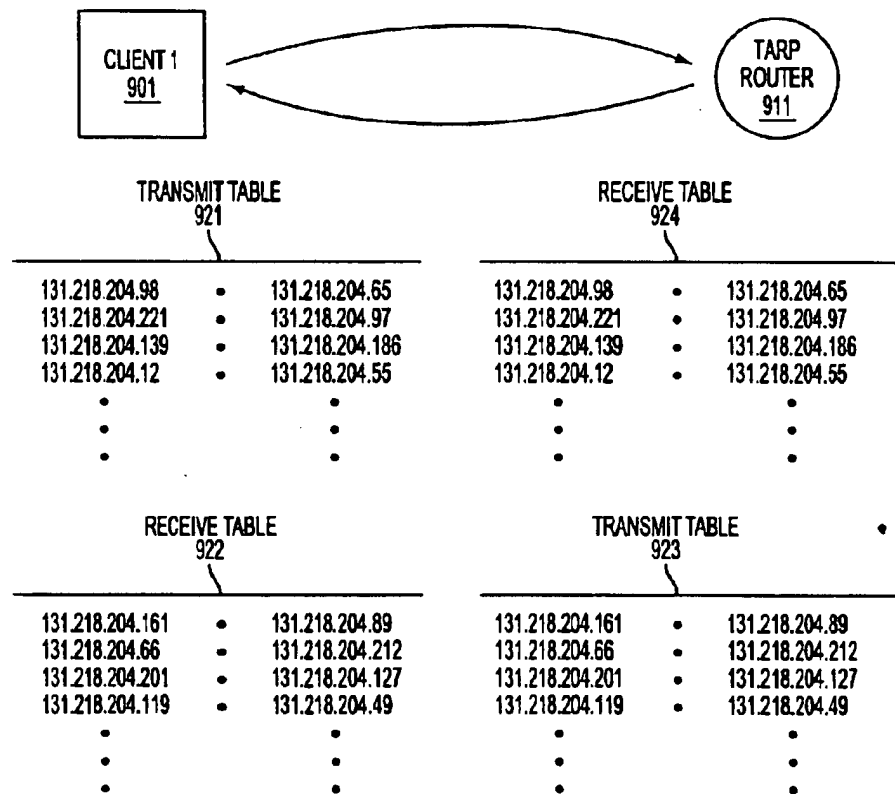 CLIENT 1
901
TARP
ROUTER
911
TRANSMIT TABLE
921
RECEIVE TABLE
924
131.218.204.98 • 131.218.204.65
131.218.204.221 • 131.218.204.97
131.218.204.139 • 131.218.204.186
131.218.204.12 • 131.218.204.55
131.218.204.98 • 131.218.204.65
131.218.204.221 • 131.218.204.97
131.218.204.139 • 131.218.204.186
131.218.204.12 • 131.218.204.55
RECEIVE TABLE
922
TRANSMIT TABLE
923
131.218.204.161 • 131.218.204.89
131.218.204.66 • 131.218.204.212
131.218.204.201 • 131.218.204.127
131.218.204.119 • 131.218.204.49
131.218.204.161 • 131.218.204.89
131.218.204.66 • 131.218.204.212
131.218.204.201 • 131.218.204.127
131.218.204.119 • 131.218.204.49